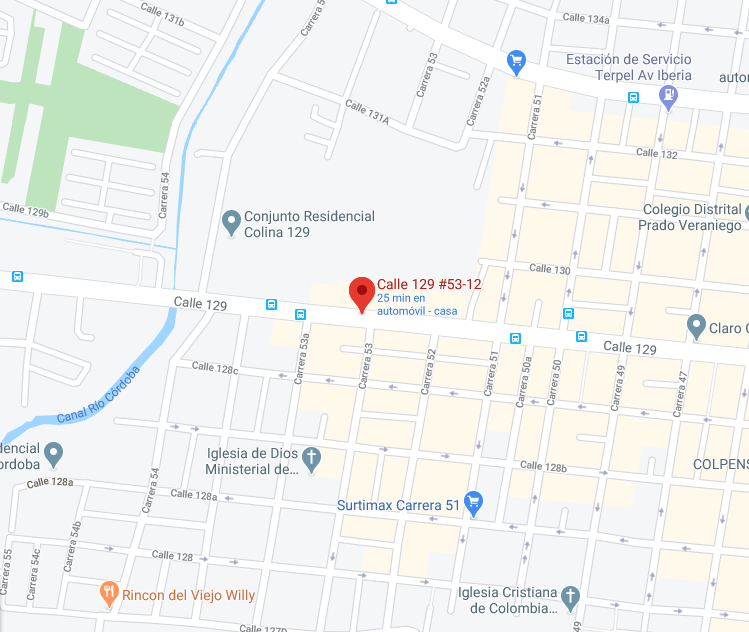 Calle 131b
Calle 134a
Carrera 53
Estación de Servicio
Terpel Av Iberia
Carrera 52a
Carrera 51
Calle 131A
Calle 132
Carrera 54
Calle 129b
Conjunto Residencial
Colina 129
Colegio Distrital
Prado Veraniego
Calle 130
Calle 129 #53-12
25 min en
automóvil - casa
Calle 129
Claro
Calle 129
Carrera 53a
Carrera 53
Carrera 52
Carrera 51
Carrera 50a
Carrera 50
Carrera 49
Carrera 47
Calle 128c
Canal Río Córdoba
Iglesia de Dios
Ministerial de...
Calle 128b
COLPENS
Carrera 54
Calle 128a
Calle 128a
Surtimax Carrera 51
Carrera 55
Carrera 54c
Carrera 54b
Calle 128
Rincon del Viejo Willy
Iglesia Cristiana
de Colombia...
49
Calle 127D